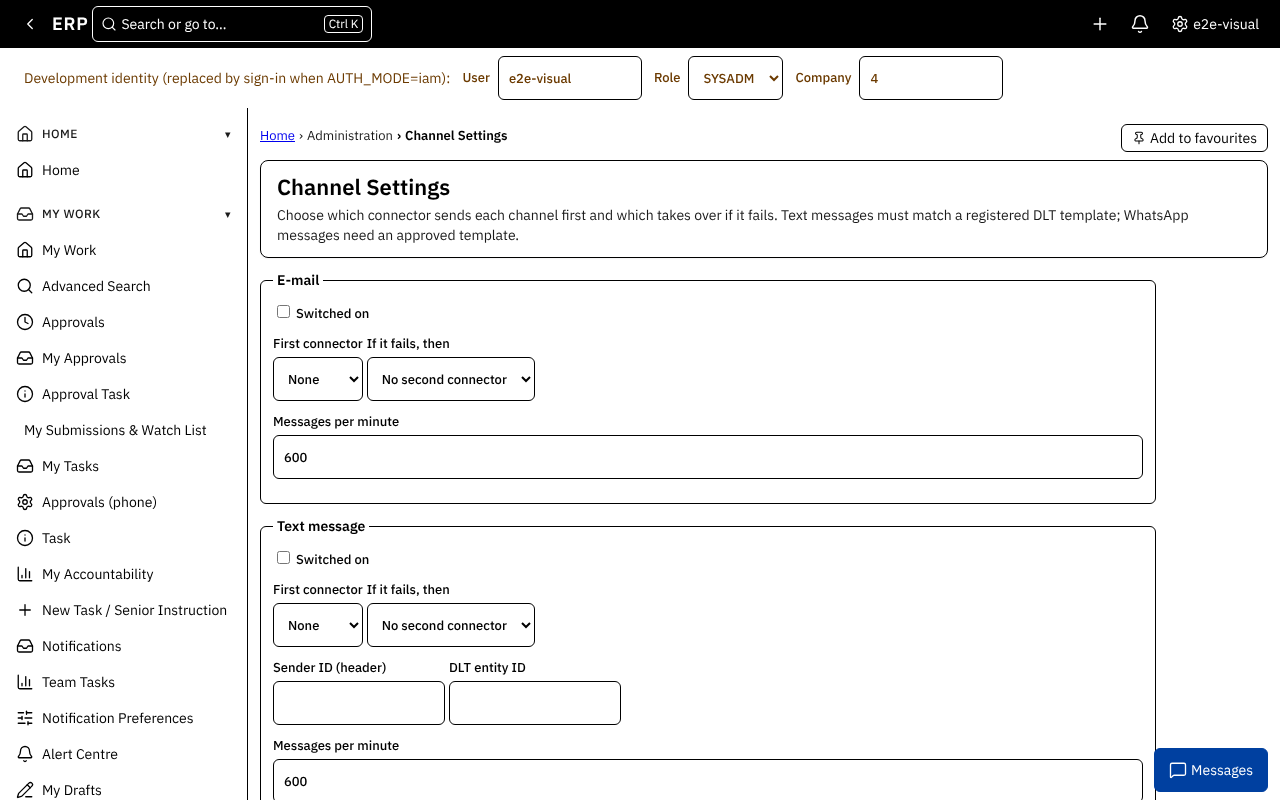 ERP
Search or go to...
Ctrl K
e2e-visual
Development identity (replaced by sign-in when AUTH_MODE=iam):
User
e2e-visual
Role
SYSADM
Company
4
HOME
Home
MY WORK
My Work
Advanced Search
Approvals
My Approvals
Approval Task
My Submissions & Watch List
My Tasks
Approvals (phone)
Task
My Accountability
New Task / Senior Instruction
Notifications
Team Tasks
Notification Preferences
Alert Centre
My Drafts
Home › Administration › Channel Settings
Add to favourites
Channel Settings
Choose which connector sends each channel first and which takes over if it fails. Text messages must match a registered DLT template; WhatsApp
messages need an approved template.
E-mail
Switched on
First connector If it fails, then
None
No second connector
Messages per minute
600
Text message
Switched on
First connector If it fails, then
None
No second connector
Sender ID (header)
DLT entity ID
Messages per minute
600
Messages